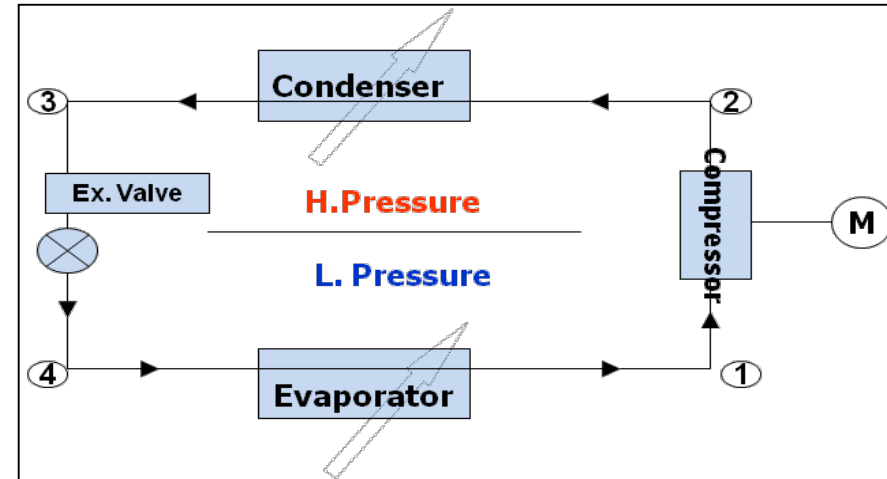 Condenser
3
2
Ex. Valve
Compressor
H.Pressure
M
L. Pressure
4
Evaporator
1